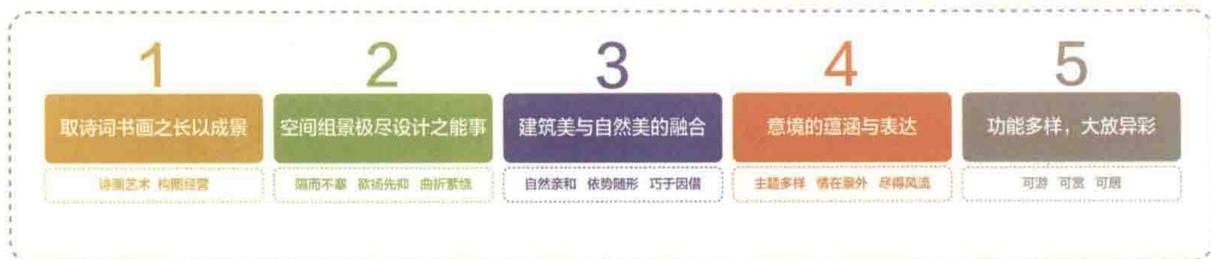 1
取诗词书画之长以成景
诗画艺术 构图经营
2
空间组景极尽设计之能事
隔而不塞 欲扬先抑 曲折萦绕
3
建筑美与自然美的融合
自然亲和 依势随形 巧于因借
4
意境的蕴涵与表达
主题多样 情在意外 尽得风流
5
功能多样，大放异彩
可游 可赏 可居